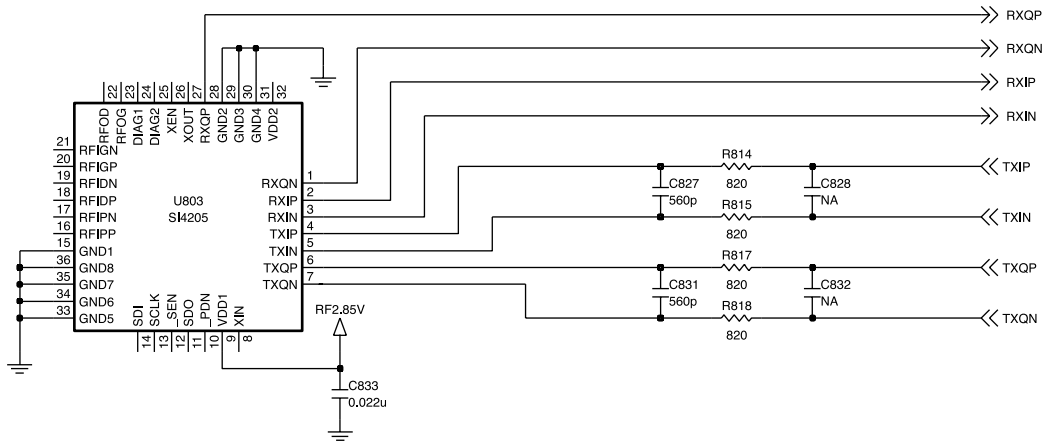 RXQP
RXQN
RXIP
RXIN
22 23 24 25 26 27 28 29 30 31 32
RFOD RFOG DIAG1 DIAG2 XEN XOUT RXQP GND2 GND3 GND4 VDD2
21 RFIGN
20 RFIGP
19 RFIDN
18 RFIDP
17 RFIPN
16 RFIPP
15 GND1
36 GND8
35 GND7
34 GND6
33 GND5
U803
SI4205
RXQN 1
RXIP 2
RXIN 3
TXIP 4
TXIN 5
TXQP 6
TXQN 7
SDI SCLK _SEN SDO _PDN VDD1 XIN
14 13 12 11 10 9 8
RF2.85V
C833
0.022u
R814
820
C827
560p
C828
NA
R815
820
TXIP
TXIN
R817
820
C831
560p
C832
NA
R818
820
TXQP
TXQN